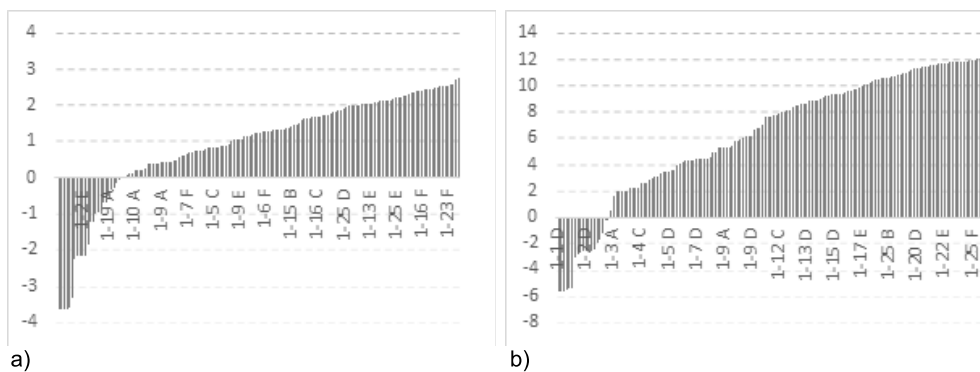 4
3
2
1
0
-1
-2
-3
-4
1-2 E
1-19 A
1-10 A
1-9 A
1-7 F
1-5 C
1-9 E
1-6 F
1-15 B
1-16 C
1-25 D
1-13 E
1-25 E
1-16 F
1-23 F
a)
14
12
10
8
6
4
2
0
-2
-4
-6
-8
1-1 D
1-2 D
1-3 A
1-4 C
1-5 D
1-7 D
1-9 A
1-9 D
1-12 C
1-13 D
1-15 D
1-17 E
1-25 B
1-20 D
1-22 E
1-25 F
b)